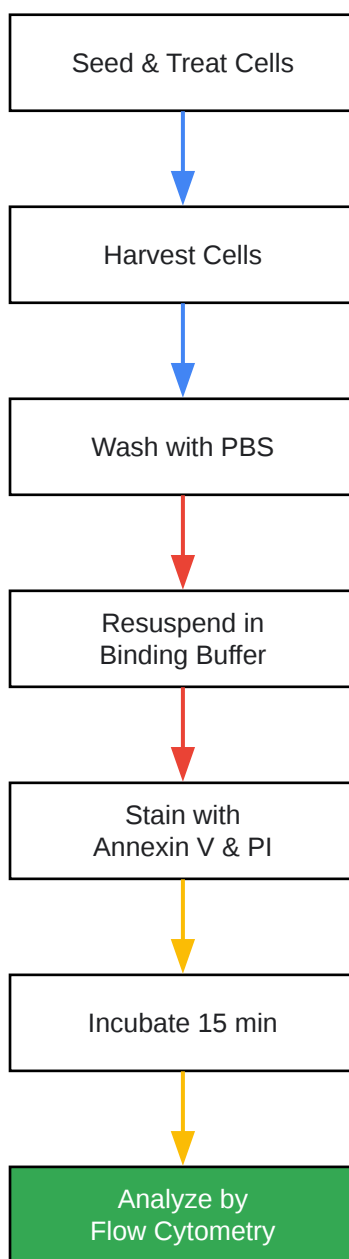 Seed & Treat Cells
Harvest Cells
Wash with PBS
Resuspend in
Binding Buffer
Stain with
Annexin V & PI
Incubate 15 min
Analyze by
Flow Cytometry